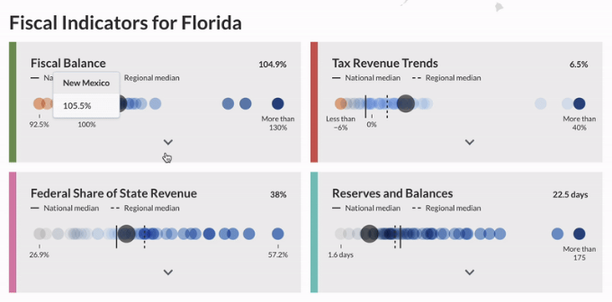 Fiscal Indicators for Florida
Fiscal Balance 104.9%
National median Regional median
New Mexico
105.5%
92.5% 100% More than
130%
Tax Revenue Trends 6.5%
National median Regional median
Less than
−6% 0% More than
40%
Federal Share of State Revenue 38%
National median Regional median
26.9% 57.2%
Reserves and Balances 22.5 days
National median Regional median
1.6 days More than
175